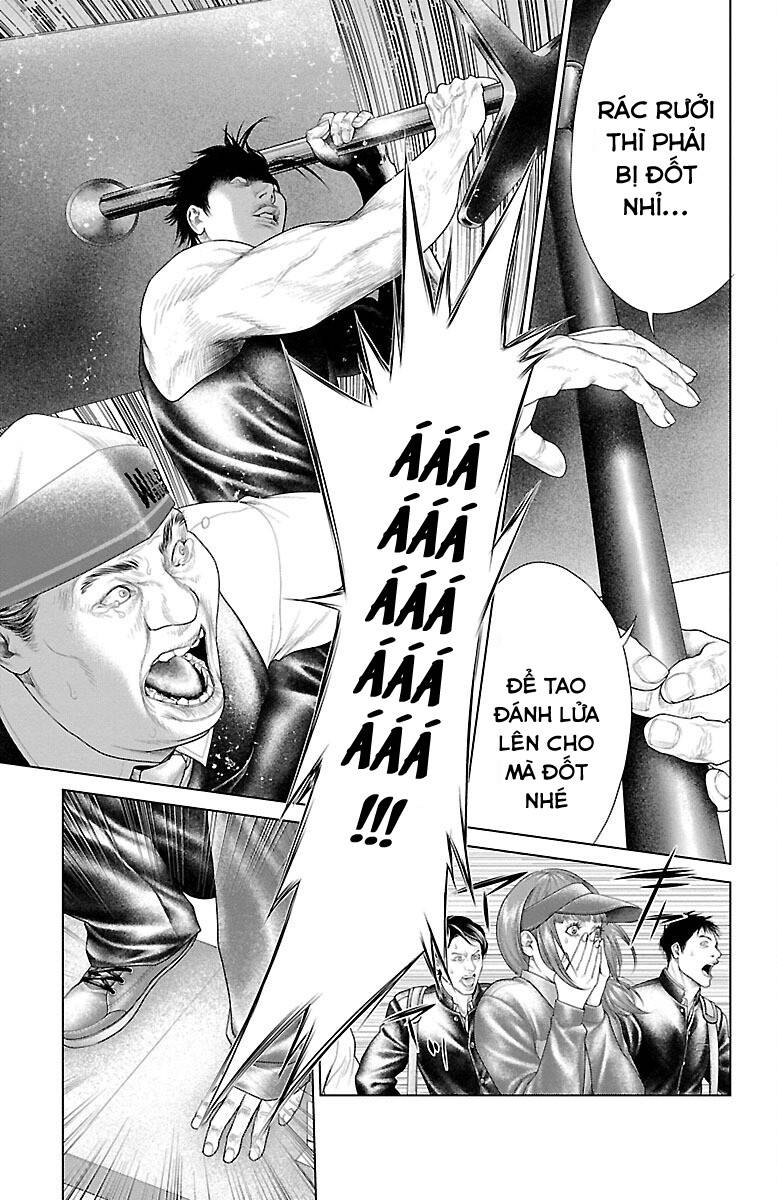 RÁC RƯỞI
THÌ PHẢI
BỊ ĐỐT
NHỈ...
ÁÁÁ
ÁÁÁ
ÁÁÁ
ÁÁÁ
ÁÁÁ
!!!
ĐỂ TAO
ĐÁNH LỬA
LÊN CHO
MÀ ĐỐT
NHÉ
WILD